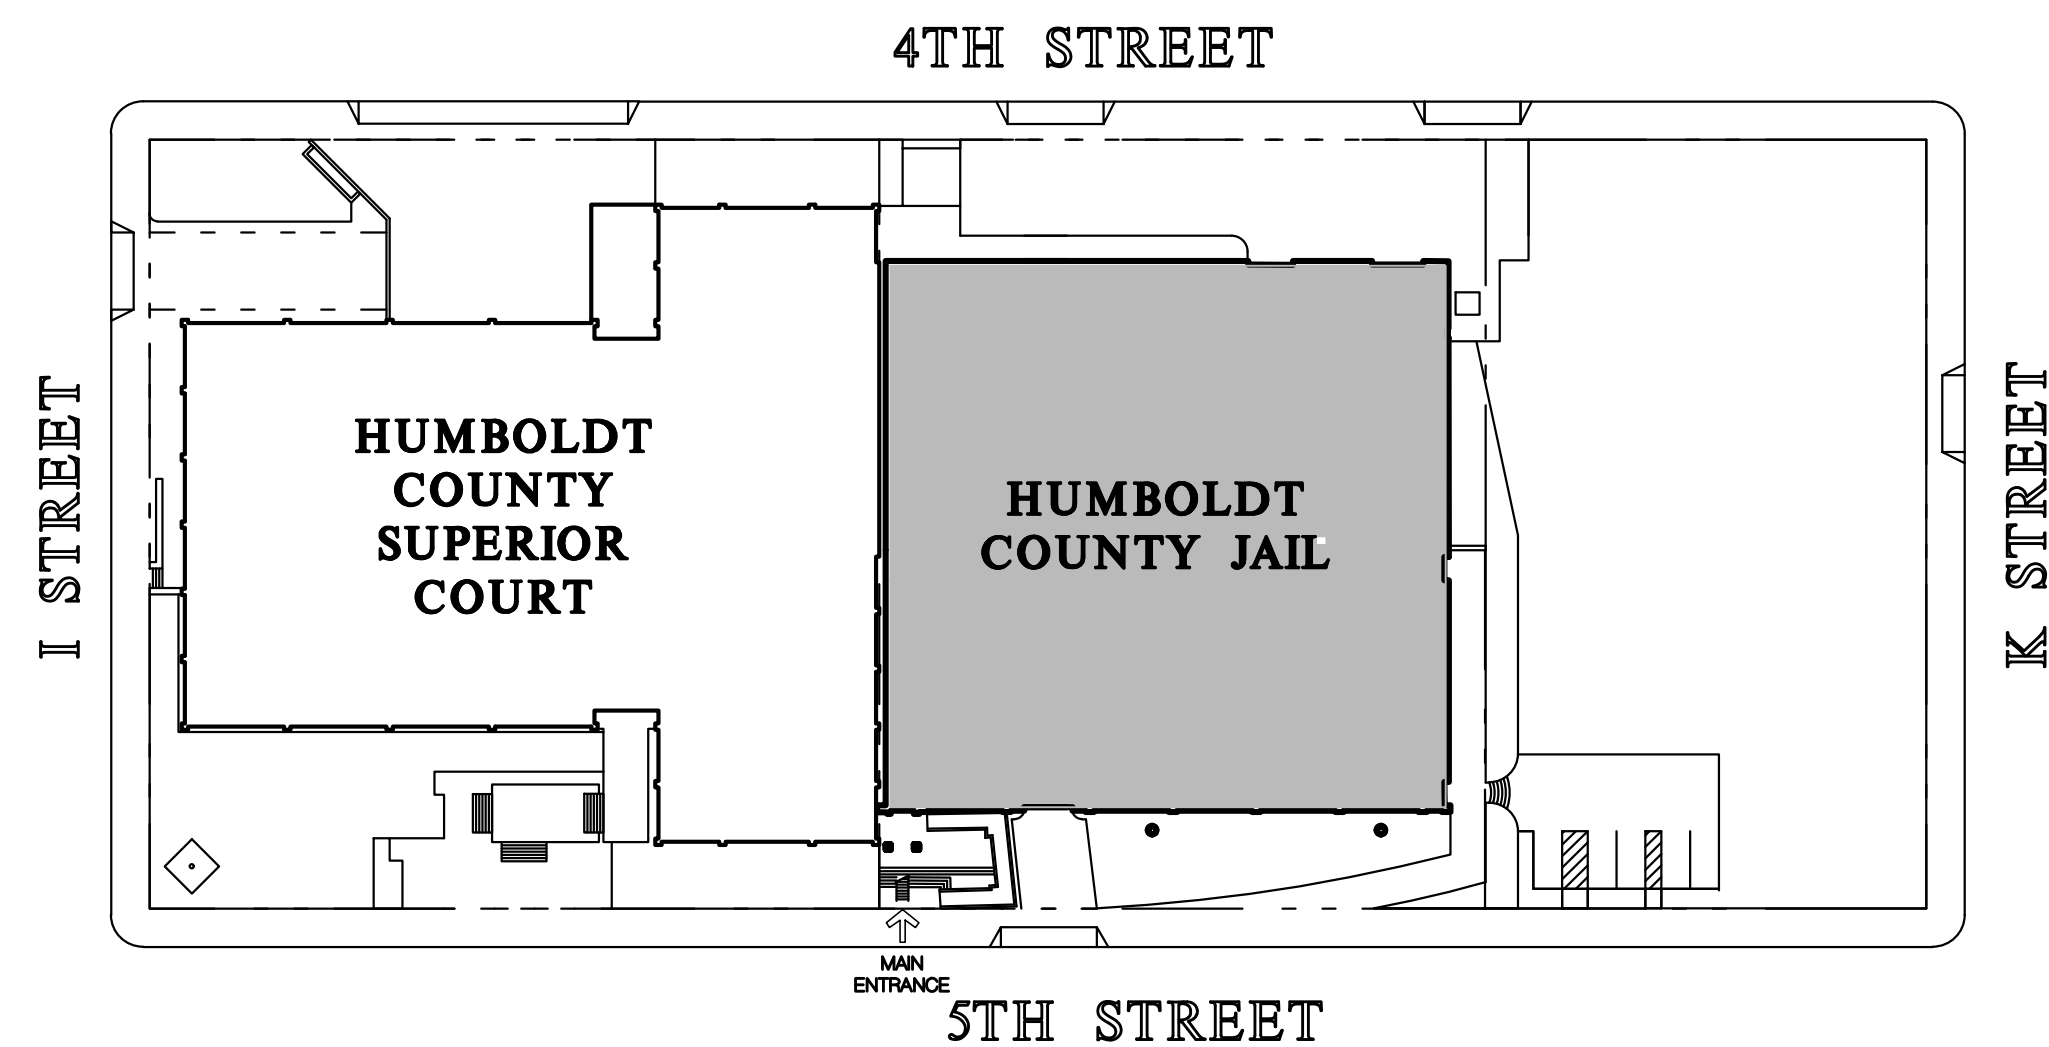 4TH STREET
I STREET
HUMBOLDT
COUNTY
SUPERIOR
COURT
HUMBOLDT
COUNTY JAIL
K STREET
MAIN
ENTRANCE
5TH STREET